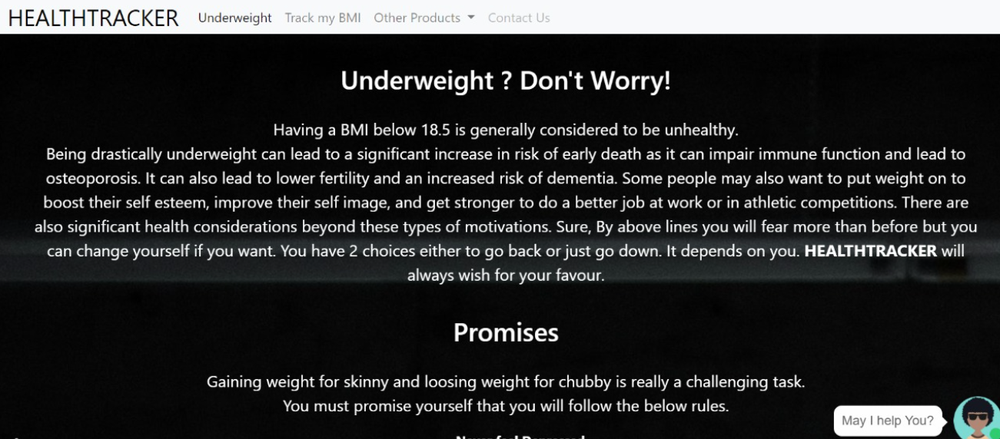 HEALTHTRACKER Underweight Track my BMI Other Products Contact Us
Underweight ? Don't Worry!
Having a BMI below 18.5 is generally considered to be unhealthy.
Being drastically underweight can lead to a significant increase in risk of early death as it can impair immune function and lead to
osteoporosis. It can also lead to lower fertility and an increased risk of dementia. Some people may also want to put weight on to
boost their self esteem, improve their self image, and get stronger to do a better job at work or in athletic competitions. There are
also significant health considerations beyond these types of motivations. Sure, By above lines you will fear more than before but you
can change yourself if you want. You have 2 choices either to go back or just go down. It depends on you. HEALTHTRACKER will
always wish for your favour.
Promises
Gaining weight for skinny and loosing weight for chubby is really a challenging task.
You must promise yourself that you will follow the below rules.
May I help You?